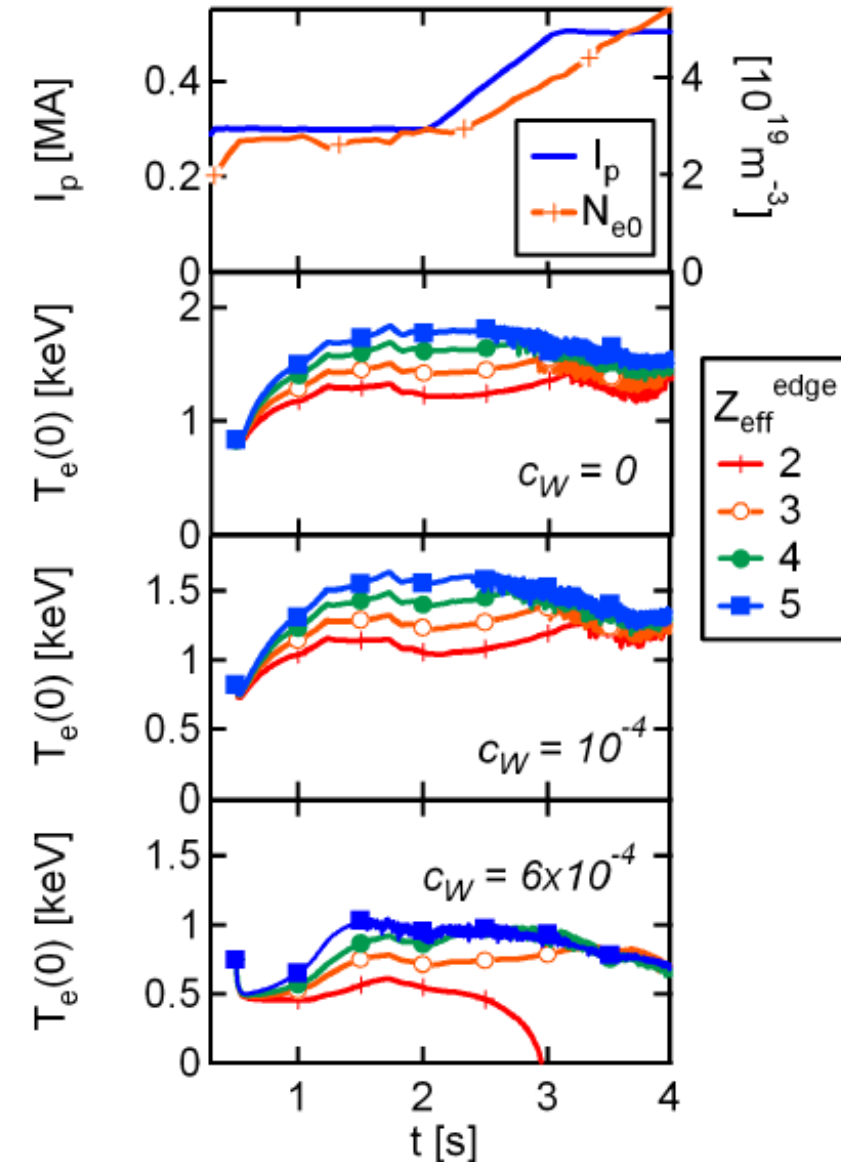 I_p [MA]
0.4
0.2
0
4
2
0
[10^19 m^-3]
I_p
N_e0
T_e(0) [keV]
2
1
0
c_W = 0
Z_eff^edge
2
3
4
5
T_e(0) [keV]
1.5
1
0.5
0
c_W = 10^-4
T_e(0) [keV]
1.5
1
0.5
0
c_W = 6x10^-4
1 2 3 4
t [s]